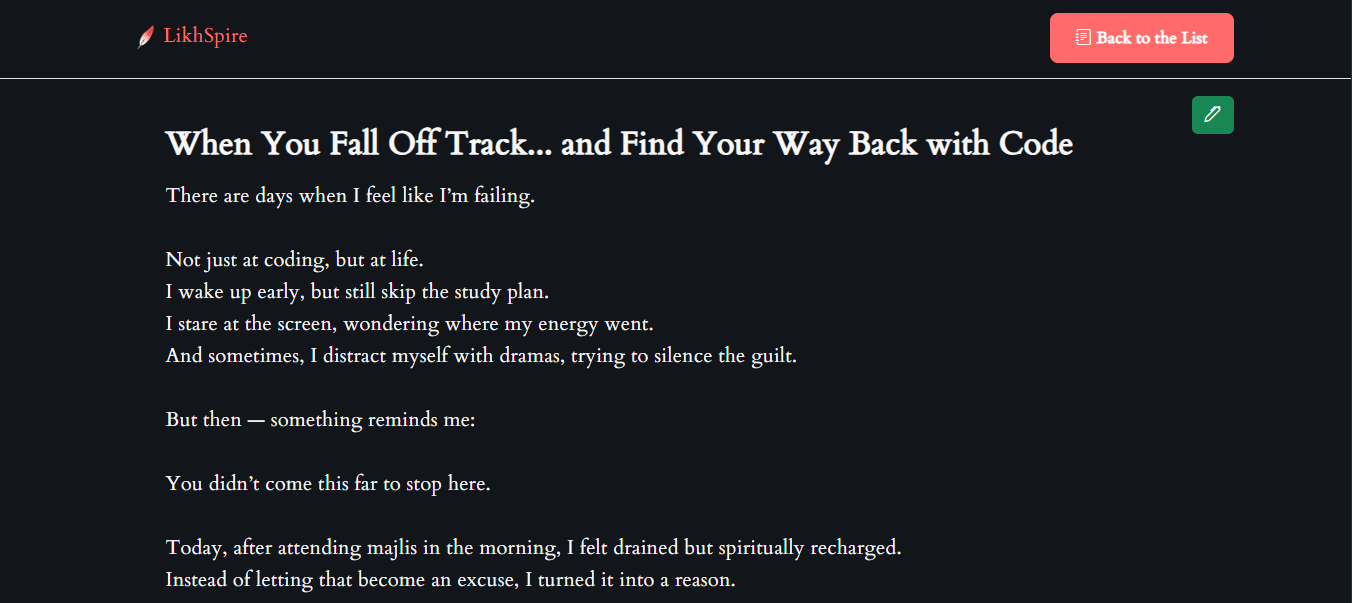 LikhSpire
Back to the List
When You Fall Off Track... and Find Your Way Back with Code
There are days when I feel like I’m failing.
Not just at coding, but at life.
I wake up early, but still skip the study plan.
I stare at the screen, wondering where my energy went.
And sometimes, I distract myself with dramas, trying to silence the guilt.
But then — something reminds me:
You didn’t come this far to stop here.
Today, after attending majlis in the morning, I felt drained but spiritually recharged.
Instead of letting that become an excuse, I turned it into a reason.